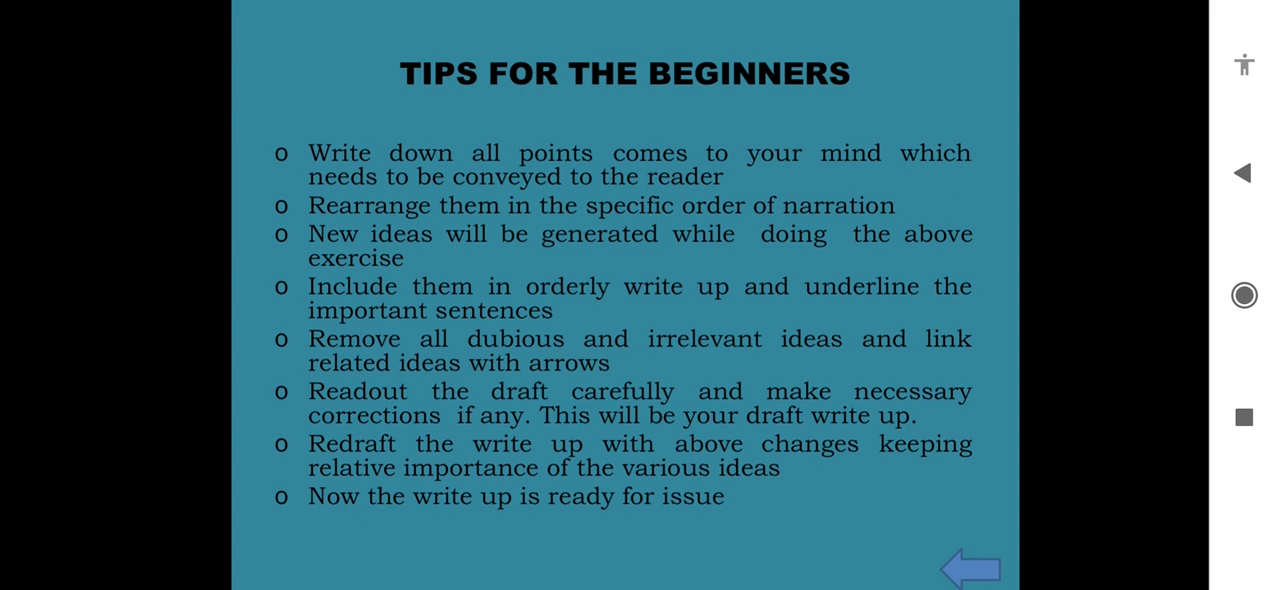 TIPS FOR THE BEGINNERS
o Write down all points comes to your mind which
needs to be conveyed to the reader
o Rearrange them in the specific order of narration
o New ideas will be generated while doing the above
exercise
o Include them in orderly write up and underline the
important sentences
o Remove all dubious and irrelevant ideas and link
related ideas with arrows
o Readout the draft carefully and make necessary
corrections if any. This will be your draft write up.
o Redraft the write up with above changes keeping
relative importance of the various ideas
o Now the write up is ready for issue